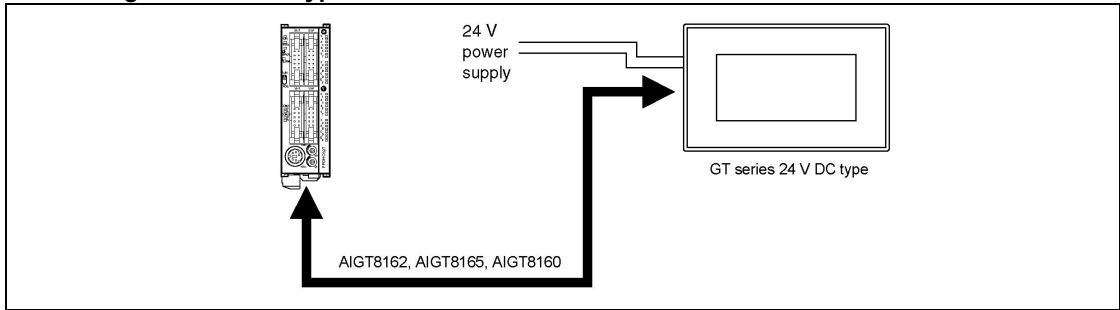 24 V
power
supply
GT series 24 V DC type
AIGT8162, AIGT8165, AIGT8160